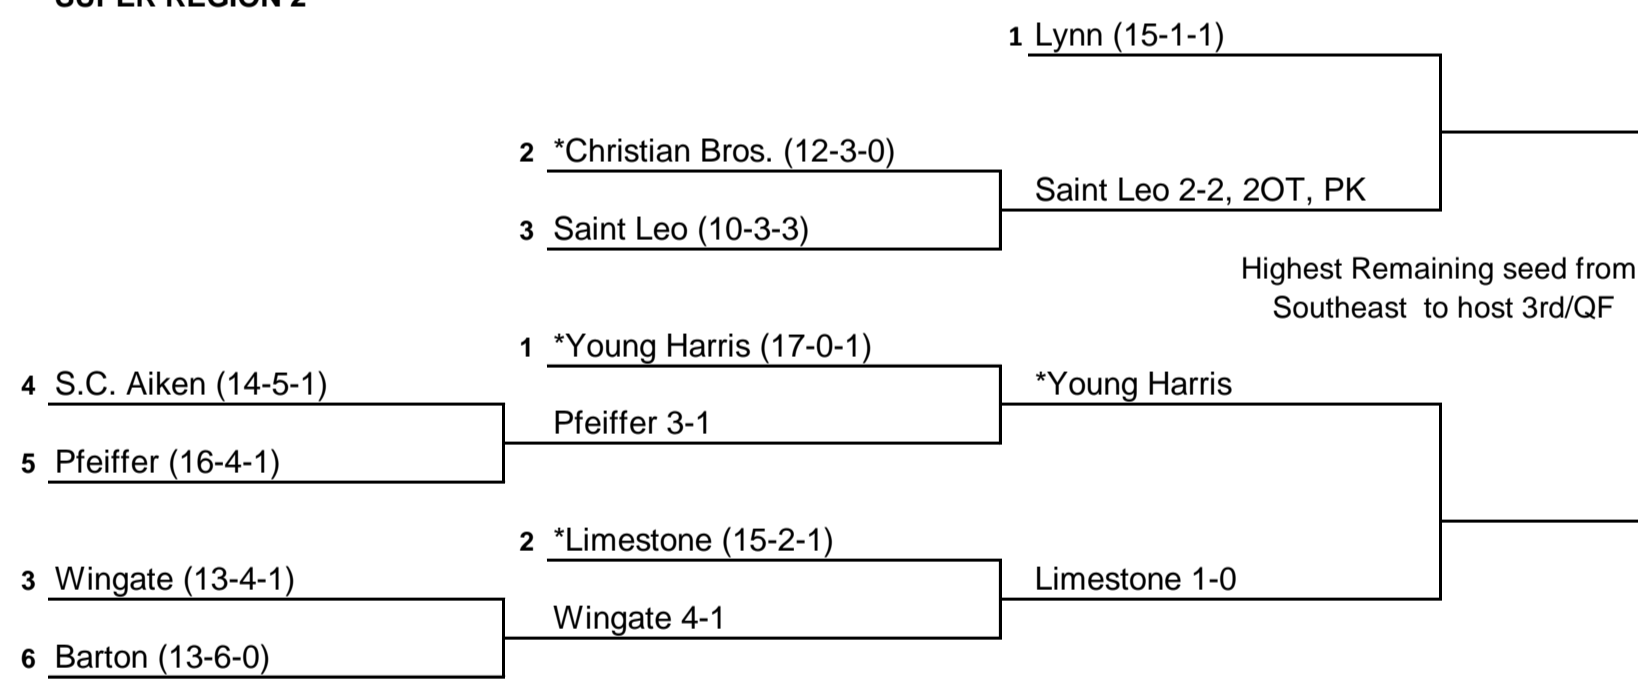 SUPER REGION 2
1 Lynn (15-1-1)
2 *Christian Bros. (12-3-0)
Saint Leo 2-2, 2OT, PK
3 Saint Leo (10-3-3)
Highest Remaining seed from
Southeast to host 3rd/QF
1 *Young Harris (17-0-1)
4 S.C. Aiken (14-5-1)
*Young Harris
Pfeiffer 3-1
5 Pfeiffer (16-4-1)
2 *Limestone (15-2-1)
3 Wingate (13-4-1)
Limestone 1-0
Wingate 4-1
6 Barton (13-6-0)